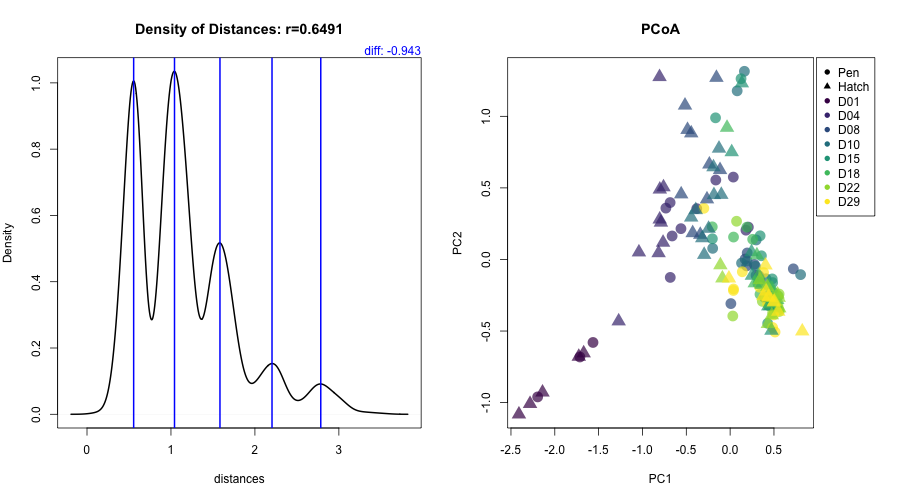 Density of Distances: r=0.6491
diff: -0.943
Density
0.0
0.2
0.4
0.6
0.8
1.0
0
1
2
3
distances
PCoA
PC2
-1.0
-0.5
0.0
0.5
1.0
-2.5
-2.0
-1.5
-1.0
-0.5
0.0
0.5
PC1
Pen
Hatch
D01
D04
D08
D10
D15
D18
D22
D29